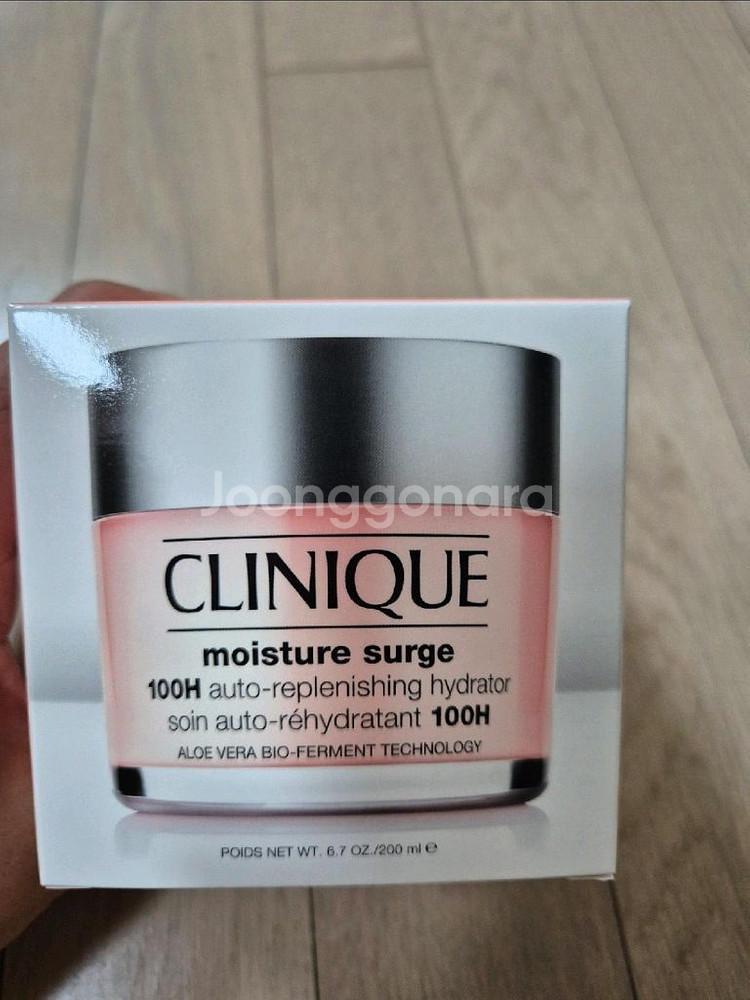 Joonggonara
CLINIQUE
moisture surge
100H auto-replenishing hydrator
soin auto-réhydratant 100H
ALOE VERA BIO-FERMENT TECHNOLOGY
POIDS NET WT. 6.7 OZ./200 ml ℮